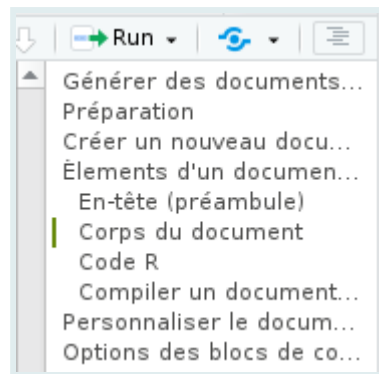 Run
Générer des documents...
Préparation
Créer un nouveau docu...
Élements d'un documen...
En-tête (préambule)
Corps du document
Code R
Compiler un document...
Personnaliser le docum...
Options des blocs de co...